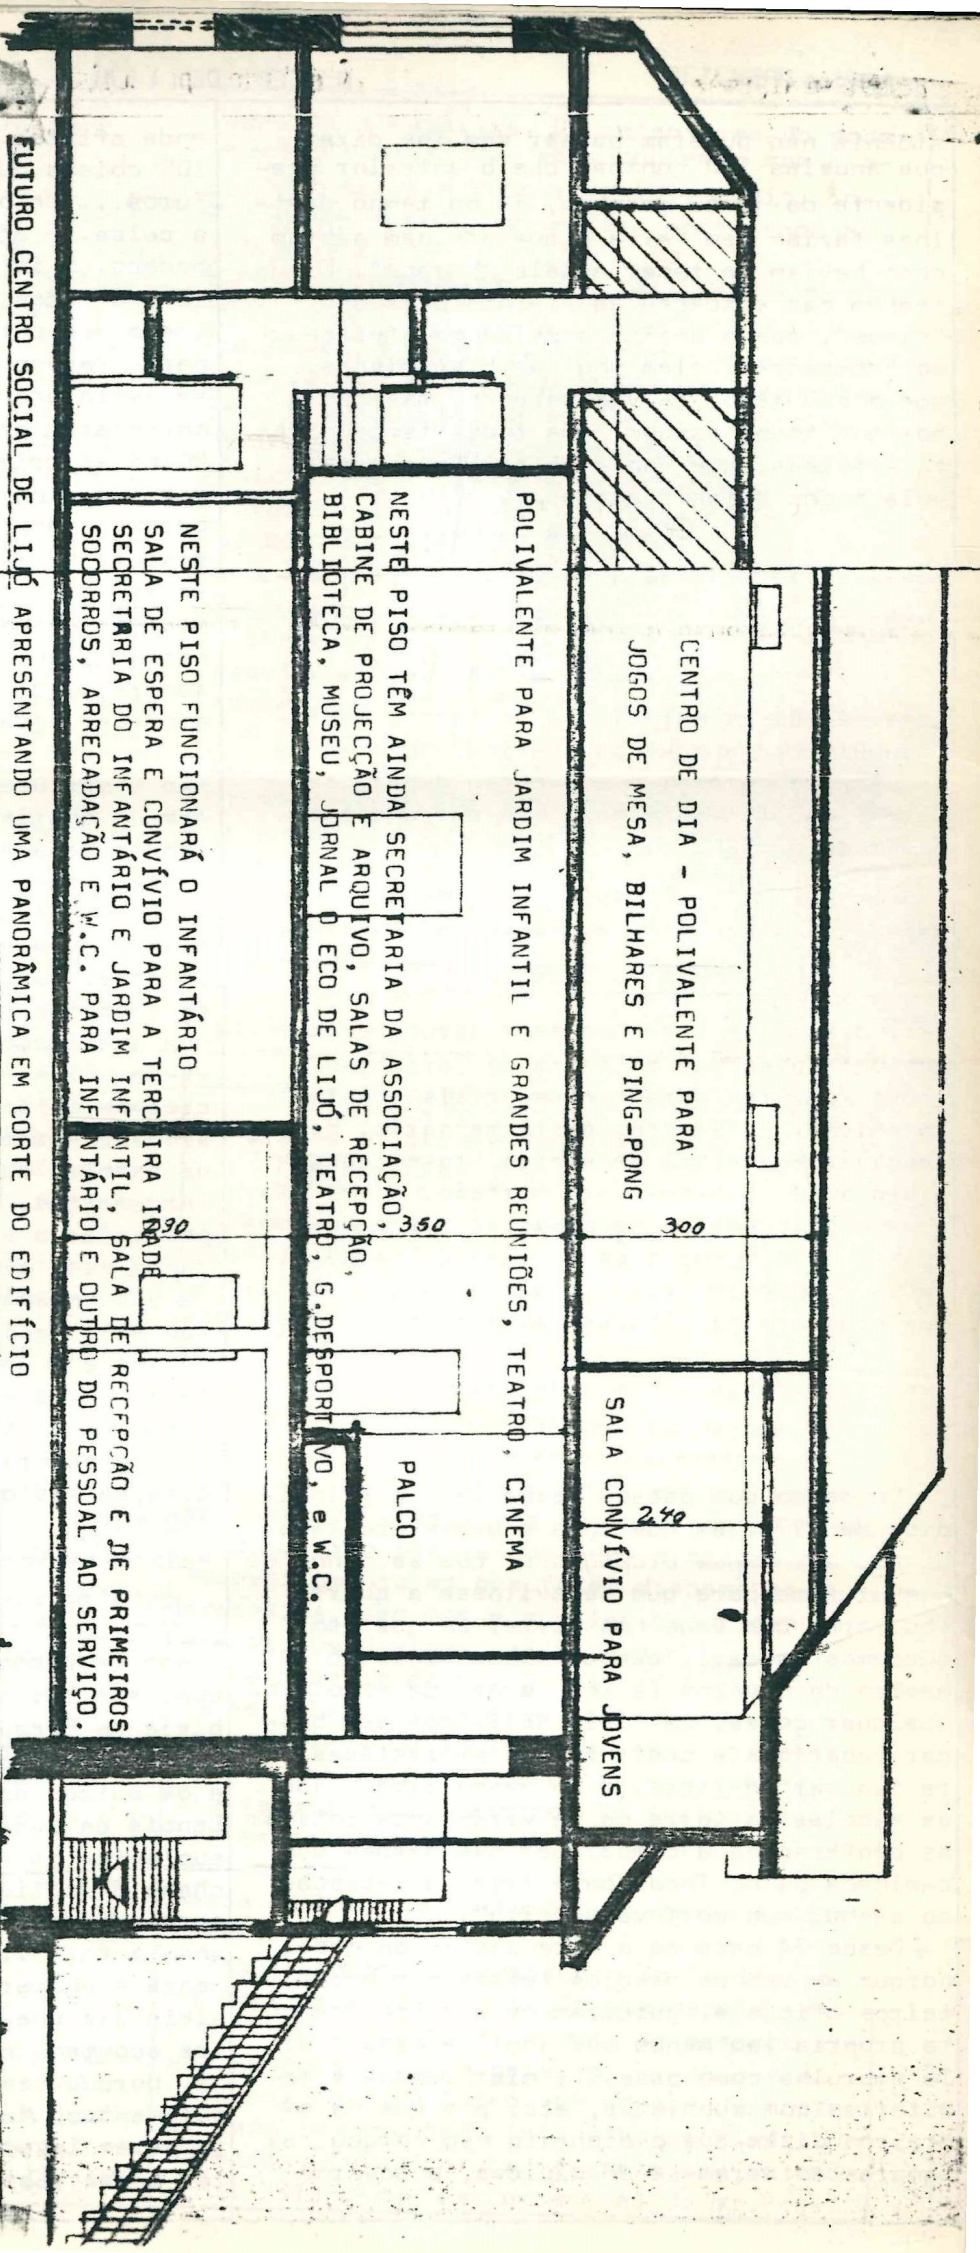 CENTRO DE DIA - POLIVALENTE PARA
JOGOS DE MESA, BILHARES E PING-PONG
300
SALA CONVÍVIO PARA JOVENS
240
POLIVALENTE PARA JARDIM INFANTIL E GRANDES REUNIÕES, TEATRO, CINEMA
PALCO
NESTE PISO TÊM AINDA SECRETARIA DA ASSOCIAÇÃO,
CABINE DE PROJECÇÃO E ARQUIVO, SALAS DE RECEPÇÃO,
BIBLIOTECA, MUSEU, JORNAL O ECO DE LIJÓ, TEATRO, G.DESPORTIVO, e W.C.
350
NESTE PISO FUNCIONARÁ O INFANTÁRIO
SALA DE ESPERA E CONVÍVIO PARA A TERCEIRA IDADE
SECRETARIA DO INFANTÁRIO E JARDIM INFANTIL, SALA DE RECEPÇÃO E DE PRIMEIROS
SOCORROS, ARRECADAÇÃO E W.C. PARA INFANTÁRIO E OUTRO DO PESSOAL AO SERVIÇO.
290
FUTURO CENTRO SOCIAL DE LIJÓ APRESENTANDO UMA PANORÂMICA EM CORTE DO EDIFÍCIO